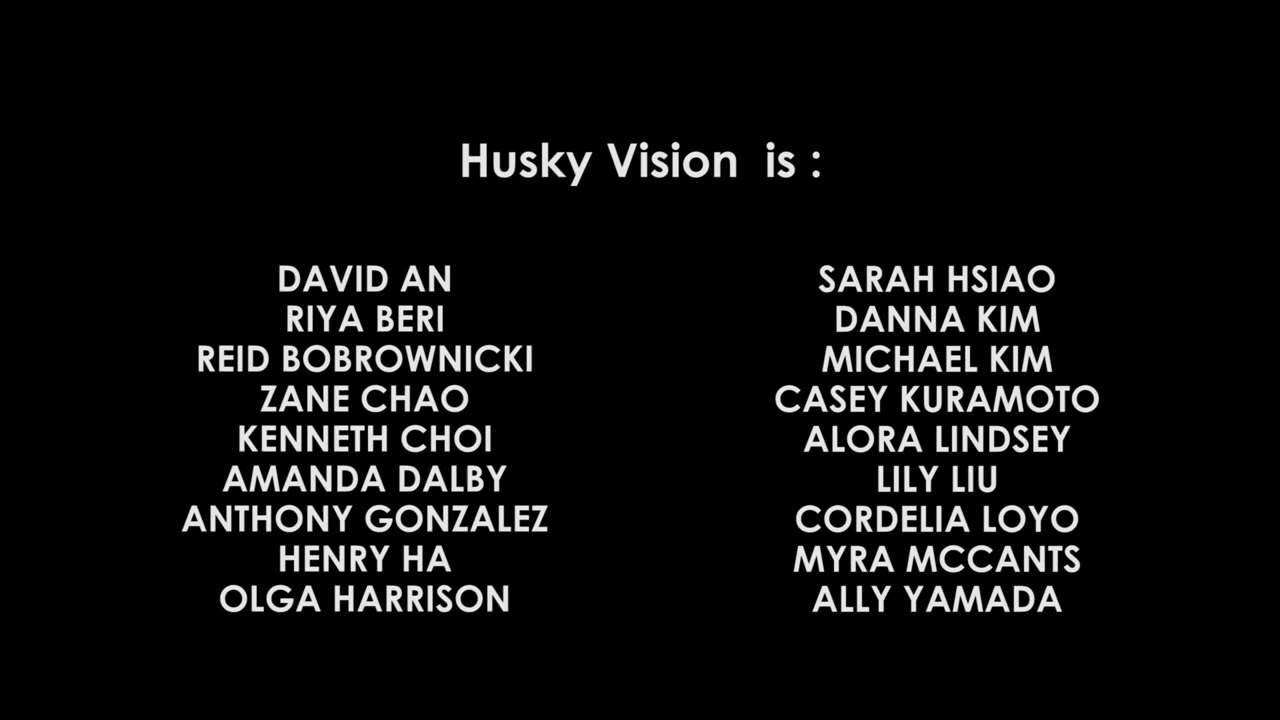 Husky Vision is :
DAVID AN
RIYA BERI
REID BOBROWNICKI
ZANE CHAO
KENNETH CHOI
AMANDA DALBY
ANTHONY GONZALEZ
HENRY HA
OLGA HARRISON
SARAH HSIAO
DANNA KIM
MICHAEL KIM
CASEY KURAMOTO
ALORA LINDSEY
LILY LIU
CORDELIA LOYO
MYRA MCCANTS
ALLY YAMADA